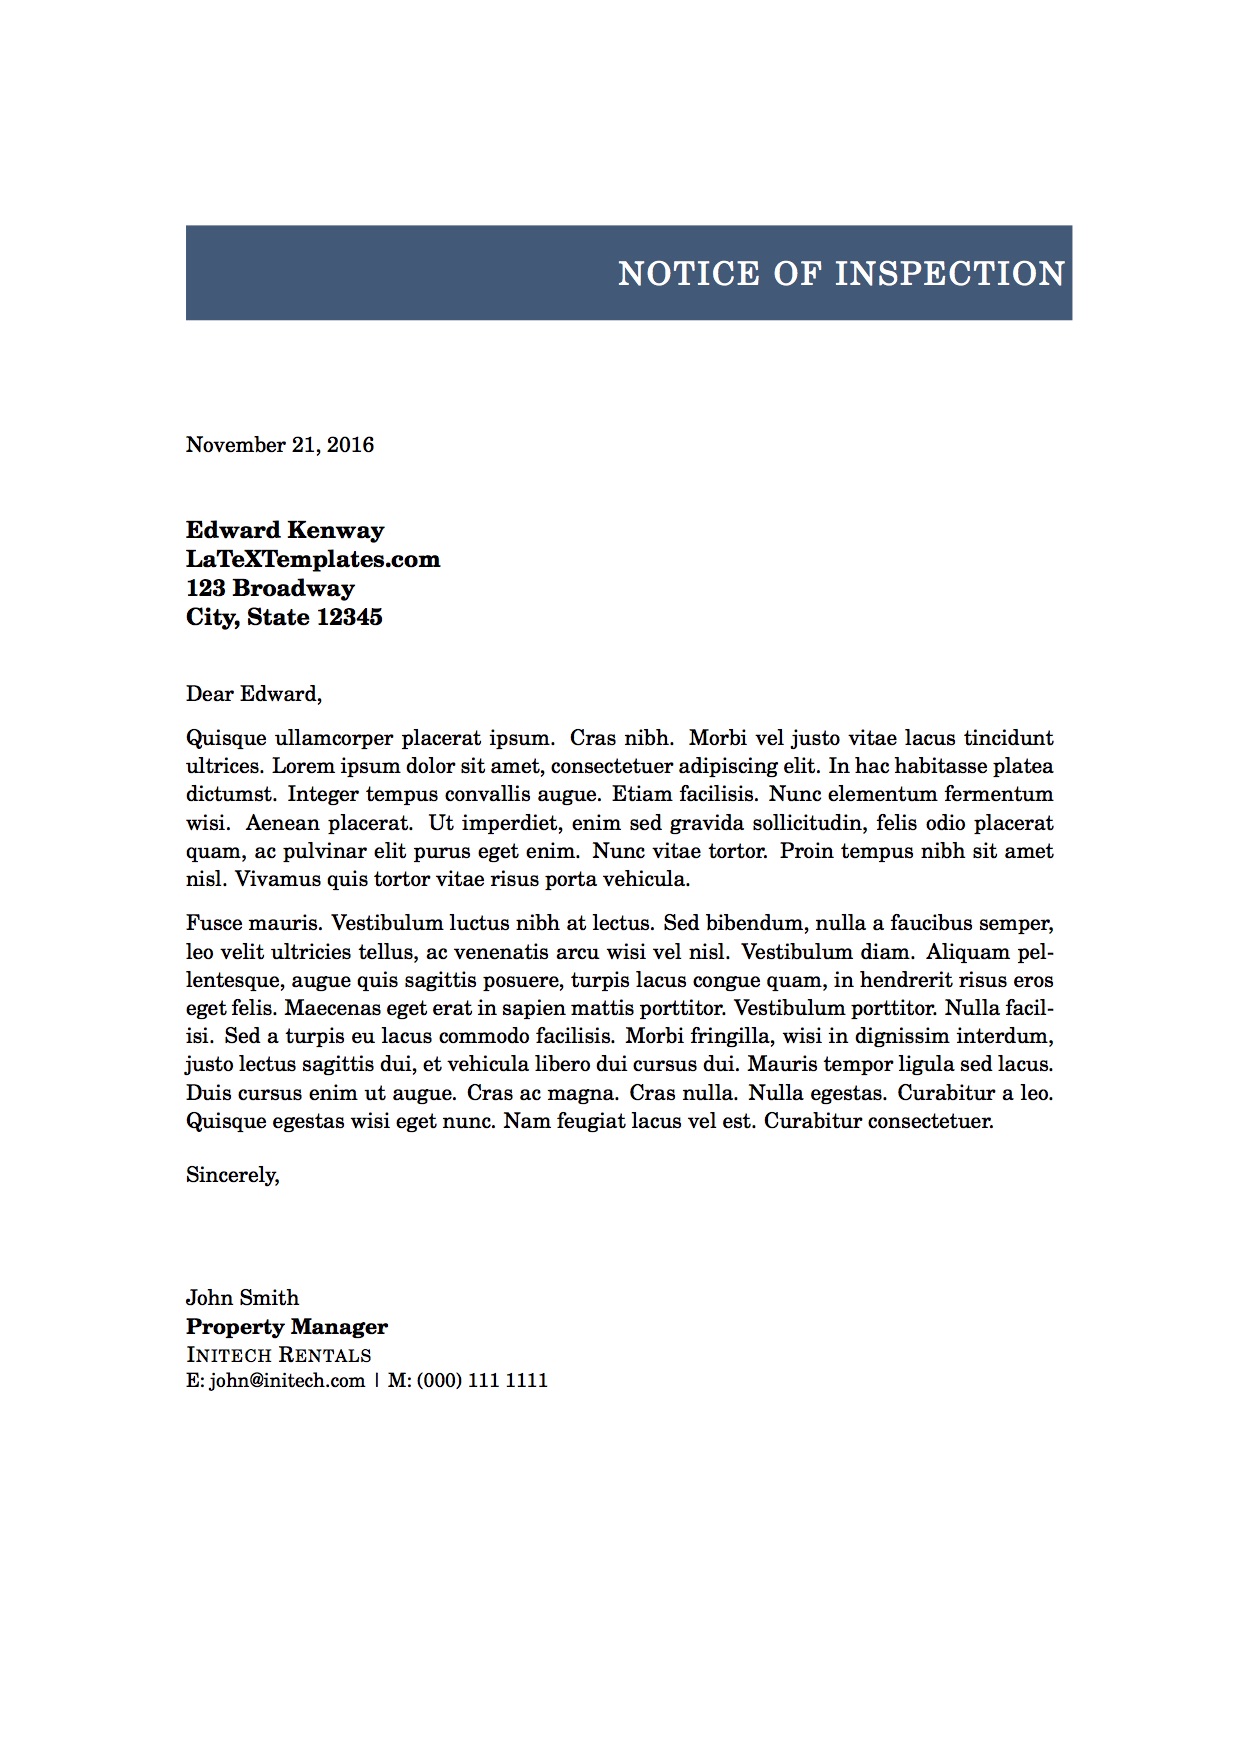 NOTICE OF INSPECTION
November 21, 2016
Edward Kenway
LaTeXTemplates.com
123 Broadway
City, State 12345
Dear Edward,
Quisque ullamcorper placerat ipsum. Cras nibh. Morbi vel justo vitae lacus tincidunt
ultrices. Lorem ipsum dolor sit amet, consectetuer adipiscing elit. In hac habitasse platea
dictumst. Integer tempus convallis augue. Etiam facilisis. Nunc elementum fermentum
wisi. Aenean placerat. Ut imperdiet, enim sed gravida sollicitudin, felis odio placerat
quam, ac pulvinar elit purus eget enim. Nunc vitae tortor. Proin tempus nibh sit amet
nisl. Vivamus quis tortor vitae risus porta vehicula.
Fusce mauris. Vestibulum luctus nibh at lectus. Sed bibendum, nulla a faucibus semper,
leo velit ultricies tellus, ac venenatis arcu wisi vel nisl. Vestibulum diam. Aliquam pel-
lentesque, augue quis sagittis posuere, turpis lacus congue quam, in hendrerit risus eros
eget felis. Maecenas eget erat in sapien mattis porttitor. Vestibulum porttitor. Nulla facil-
isi. Sed a turpis eu lacus commodo facilisis. Morbi fringilla, wisi in dignissim interdum,
justo lectus sagittis dui, et vehicula libero dui cursus dui. Mauris tempor ligula sed lacus.
Duis cursus enim ut augue. Cras ac magna. Cras nulla. Nulla egestas. Curabitur a leo.
Quisque egestas wisi eget nunc. Nam feugiat lacus vel est. Curabitur consectetuer.
Sincerely,
John Smith
Property Manager
INITECH RENTALS
E: john@initech.com | M: (000) 111 1111